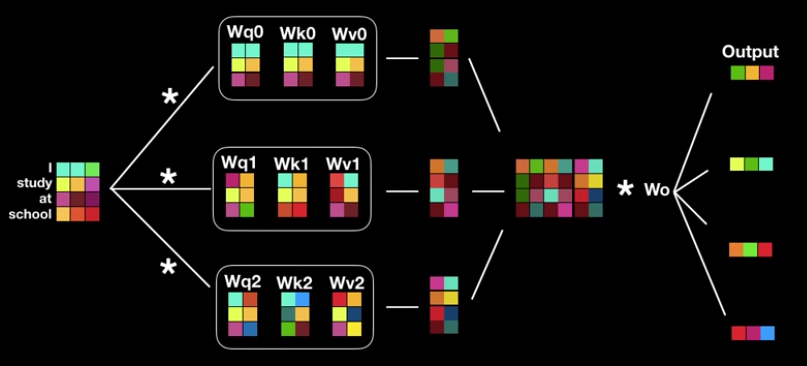 I
study
at
school
*
*
*
Wq0 Wk0 Wv0
Wq1 Wk1 Wv1
Wq2 Wk2 Wv2
* Wo
Output